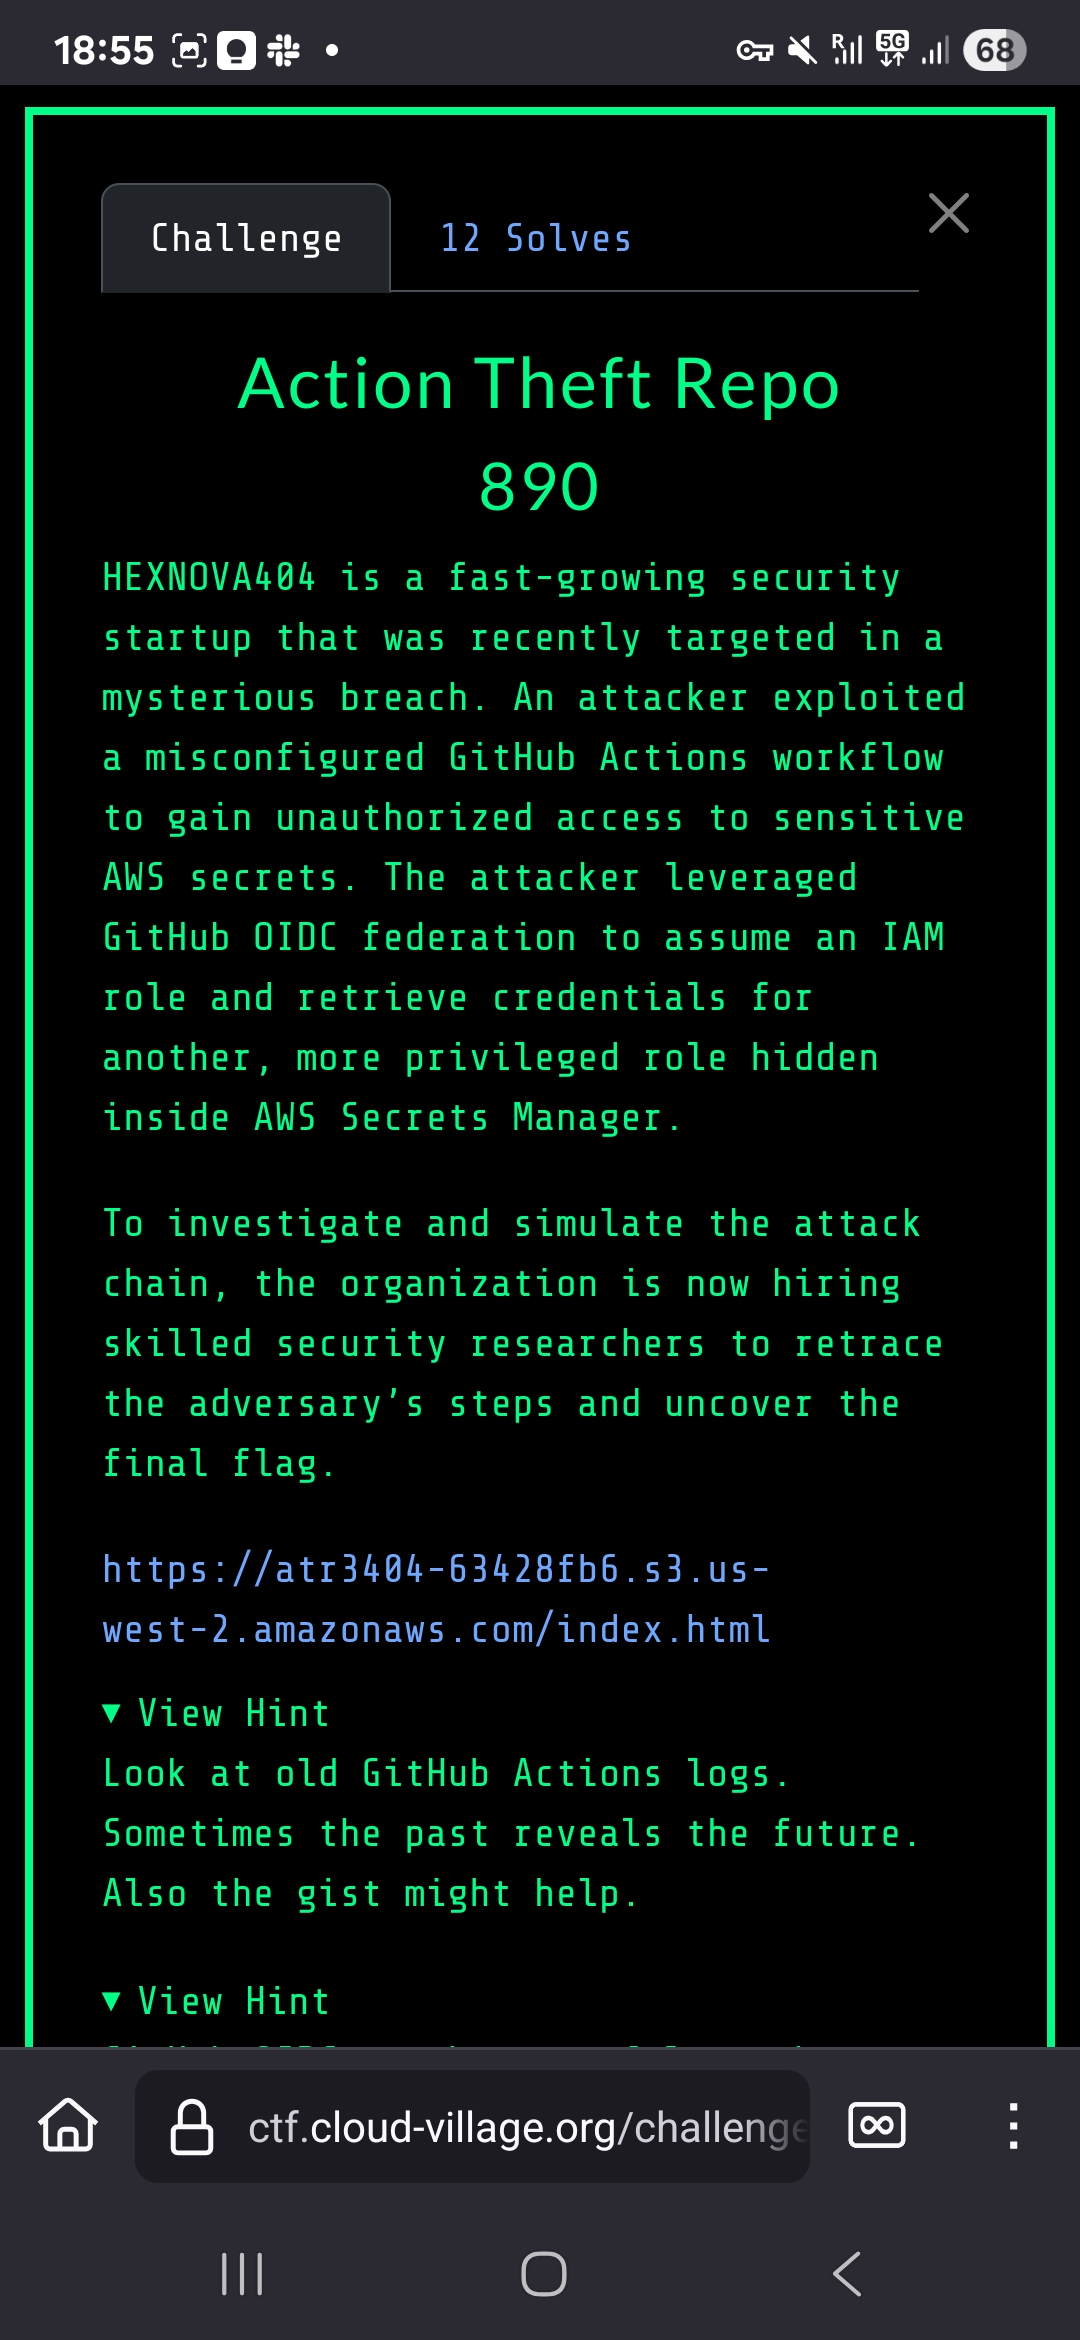 18:55
R
5G
68
Challenge
12 Solves
Action Theft Repo
890
HEXNOVA404 is a fast-growing security
startup that was recently targeted in a
mysterious breach. An attacker exploited
a misconfigured GitHub Actions workflow
to gain unauthorized access to sensitive
AWS secrets. The attacker leveraged
GitHub OIDC federation to assume an IAM
role and retrieve credentials for
another, more privileged role hidden
inside AWS Secrets Manager.
To investigate and simulate the attack
chain, the organization is now hiring
skilled security researchers to retrace
the adversary’s steps and uncover the
final flag.
https://atr3404-63428fb6.s3.us-
west-2.amazonaws.com/index.html
▼ View Hint
Look at old GitHub Actions logs.
Sometimes the past reveals the future.
Also the gist might help.
▼ View Hint
ctf.cloud-village.org/challenge